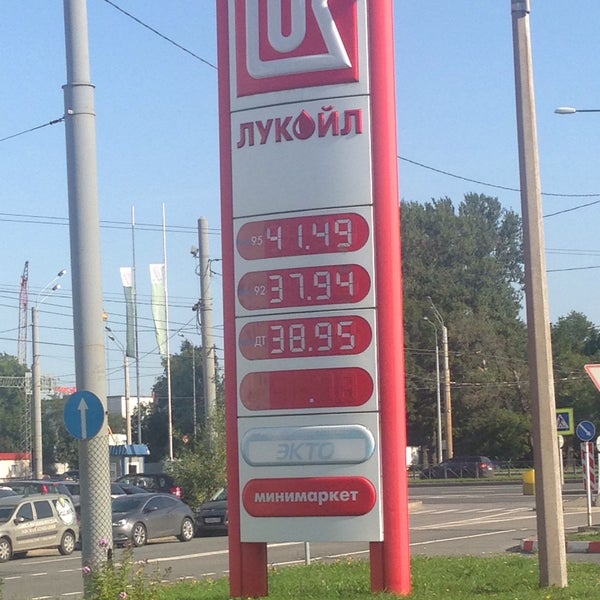 ЛУКОЙЛ
95 41.49
92 37.94
ДТ 38.95
ЭКТО
минимаркет